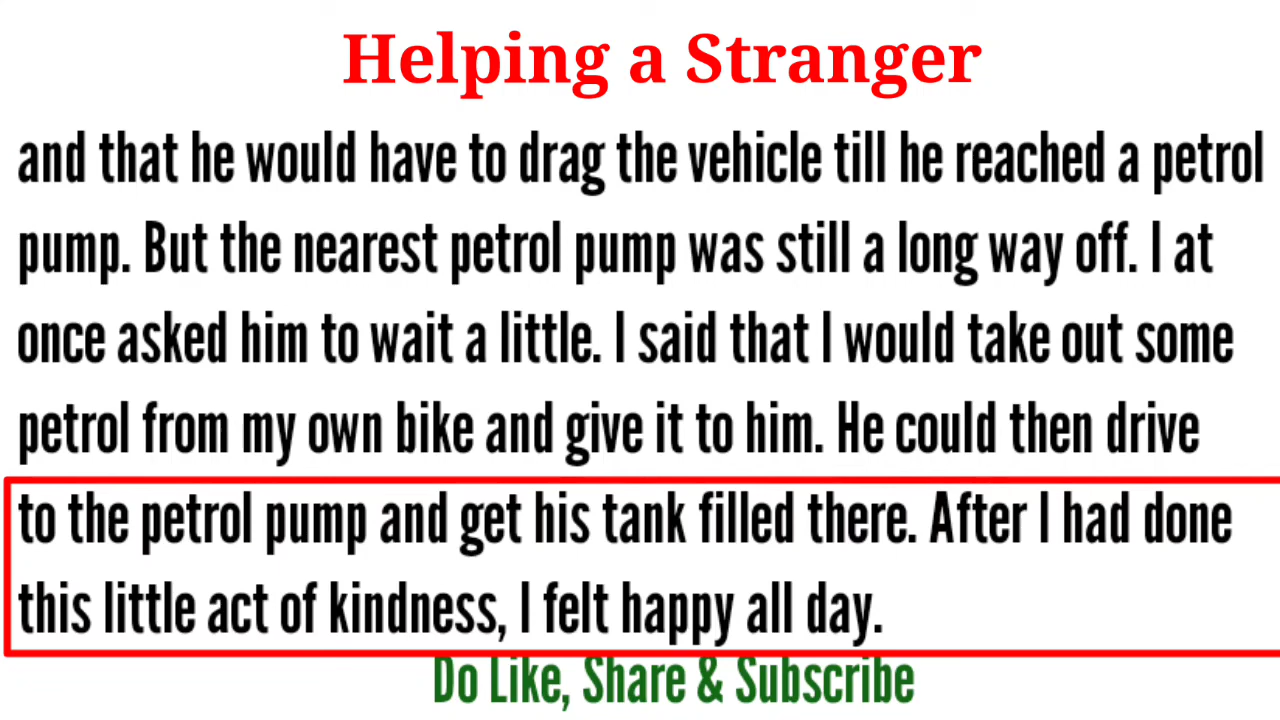 Helping a Stranger
and that he would have to drag the vehicle till he reached a petrol
pump. But the nearest petrol pump was still a long way off. I at
once asked him to wait a little. I said that I would take out some
petrol from my own bike and give it to him. He could then drive
to the petrol pump and get his tank filled there. After I had done
this little act of kindness, I felt happy all day.
Do Like, Share & Subscribe